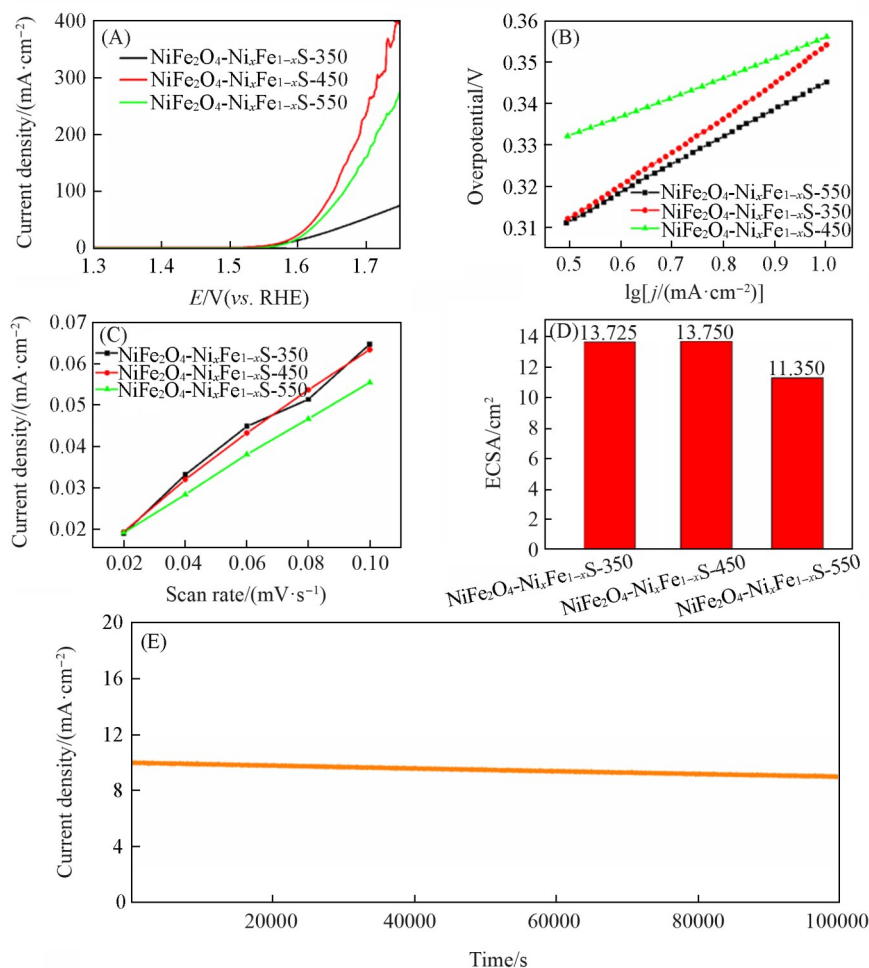 (A)
NiFe₂O₄-NiₓFe₁₋ₓS-350
NiFe₂O₄-NiₓFe₁₋ₓS-450
NiFe₂O₄-NiₓFe₁₋ₓS-550
400
300
200
100
0
Current density/(mA·cm⁻²)
1.3 1.4 1.5 1.6 1.7
E/V(vs. RHE)
(B)
0.36
0.35
0.34
0.33
0.32
0.31
Overpotential/V
NiFe₂O₄-NiₓFe₁₋ₓS-550
NiFe₂O₄-NiₓFe₁₋ₓS-350
NiFe₂O₄-NiₓFe₁₋ₓS-450
0.5 0.6 0.7 0.8 0.9 1.0
lg[j/(mA·cm⁻²)]
(C)
NiFe₂O₄-NiₓFe₁₋ₓS-350
NiFe₂O₄-NiₓFe₁₋ₓS-450
NiFe₂O₄-NiₓFe₁₋ₓS-550
0.07
0.06
0.05
0.04
0.03
0.02
Current density/(mA·cm⁻²)
0.02 0.04 0.06 0.08 0.10
Scan rate/(mV·s⁻¹)
(D)
13.725 13.750
11.350
14
12
10
8
6
4
2
0
ECSA/cm²
NiFe₂O₄-NiₓFe₁₋ₓS-350
NiFe₂O₄-NiₓFe₁₋ₓS-450
NiFe₂O₄-NiₓFe₁₋ₓS-550
(E)
20
16
12
8
4
0
Current density/(mA·cm⁻²)
20000 40000 60000 80000 100000
Time/s